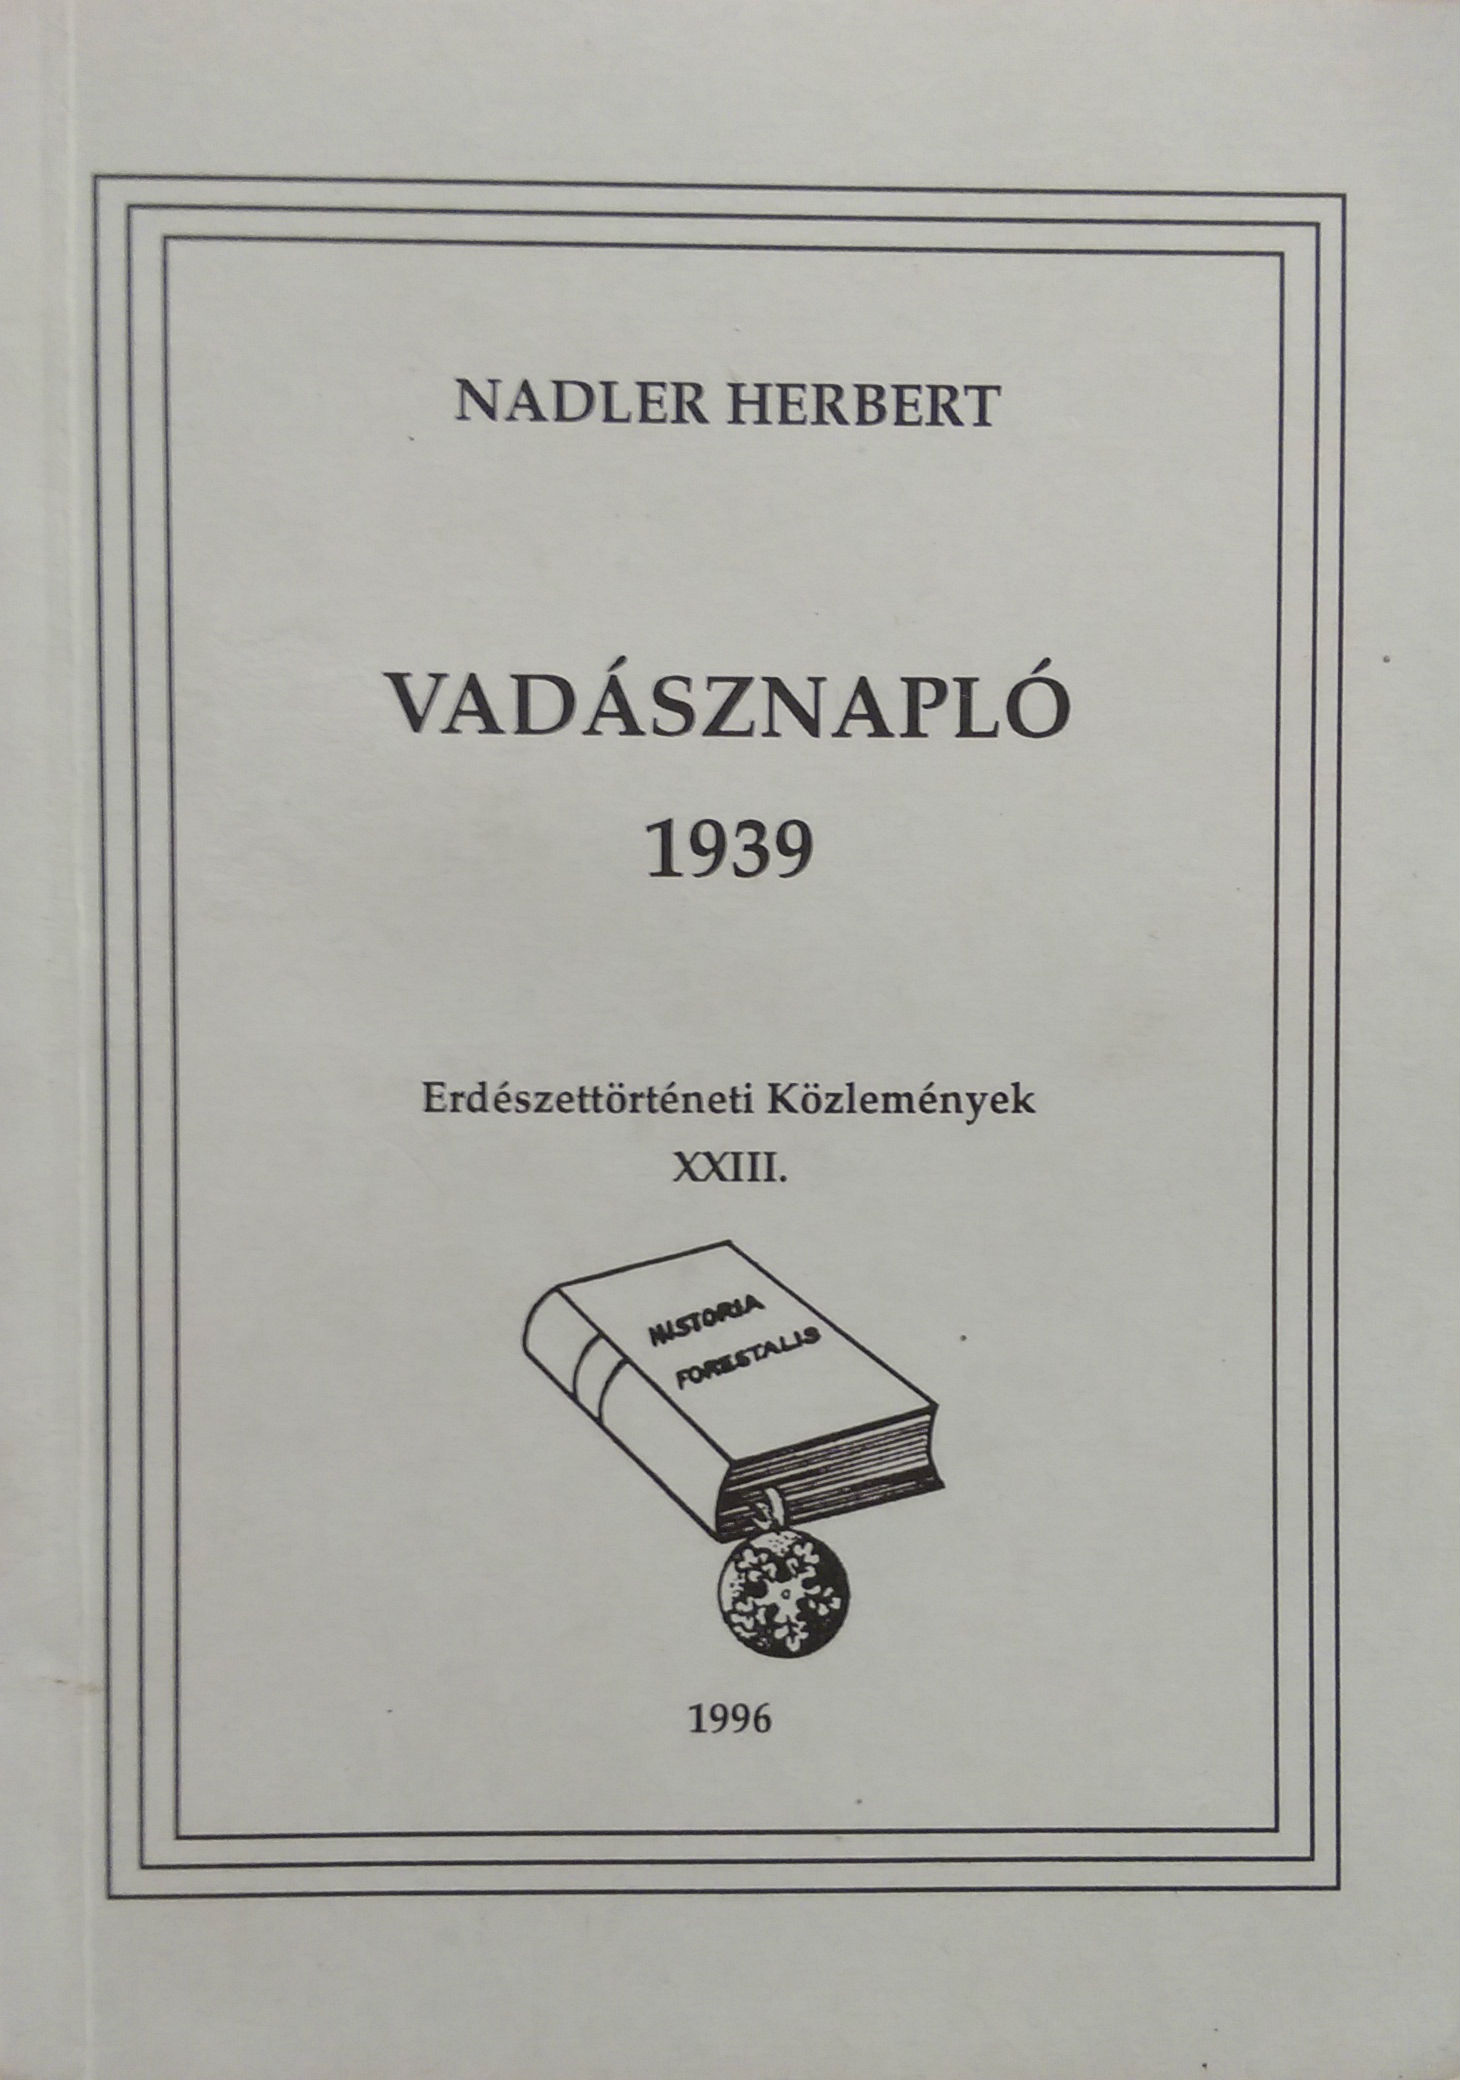 NADLER HERBERT
VADÁSZNAPLÓ
1939
Erdészettörténeti Közlemények
XXIII.
HISTORIA
FORESTALIS
1996